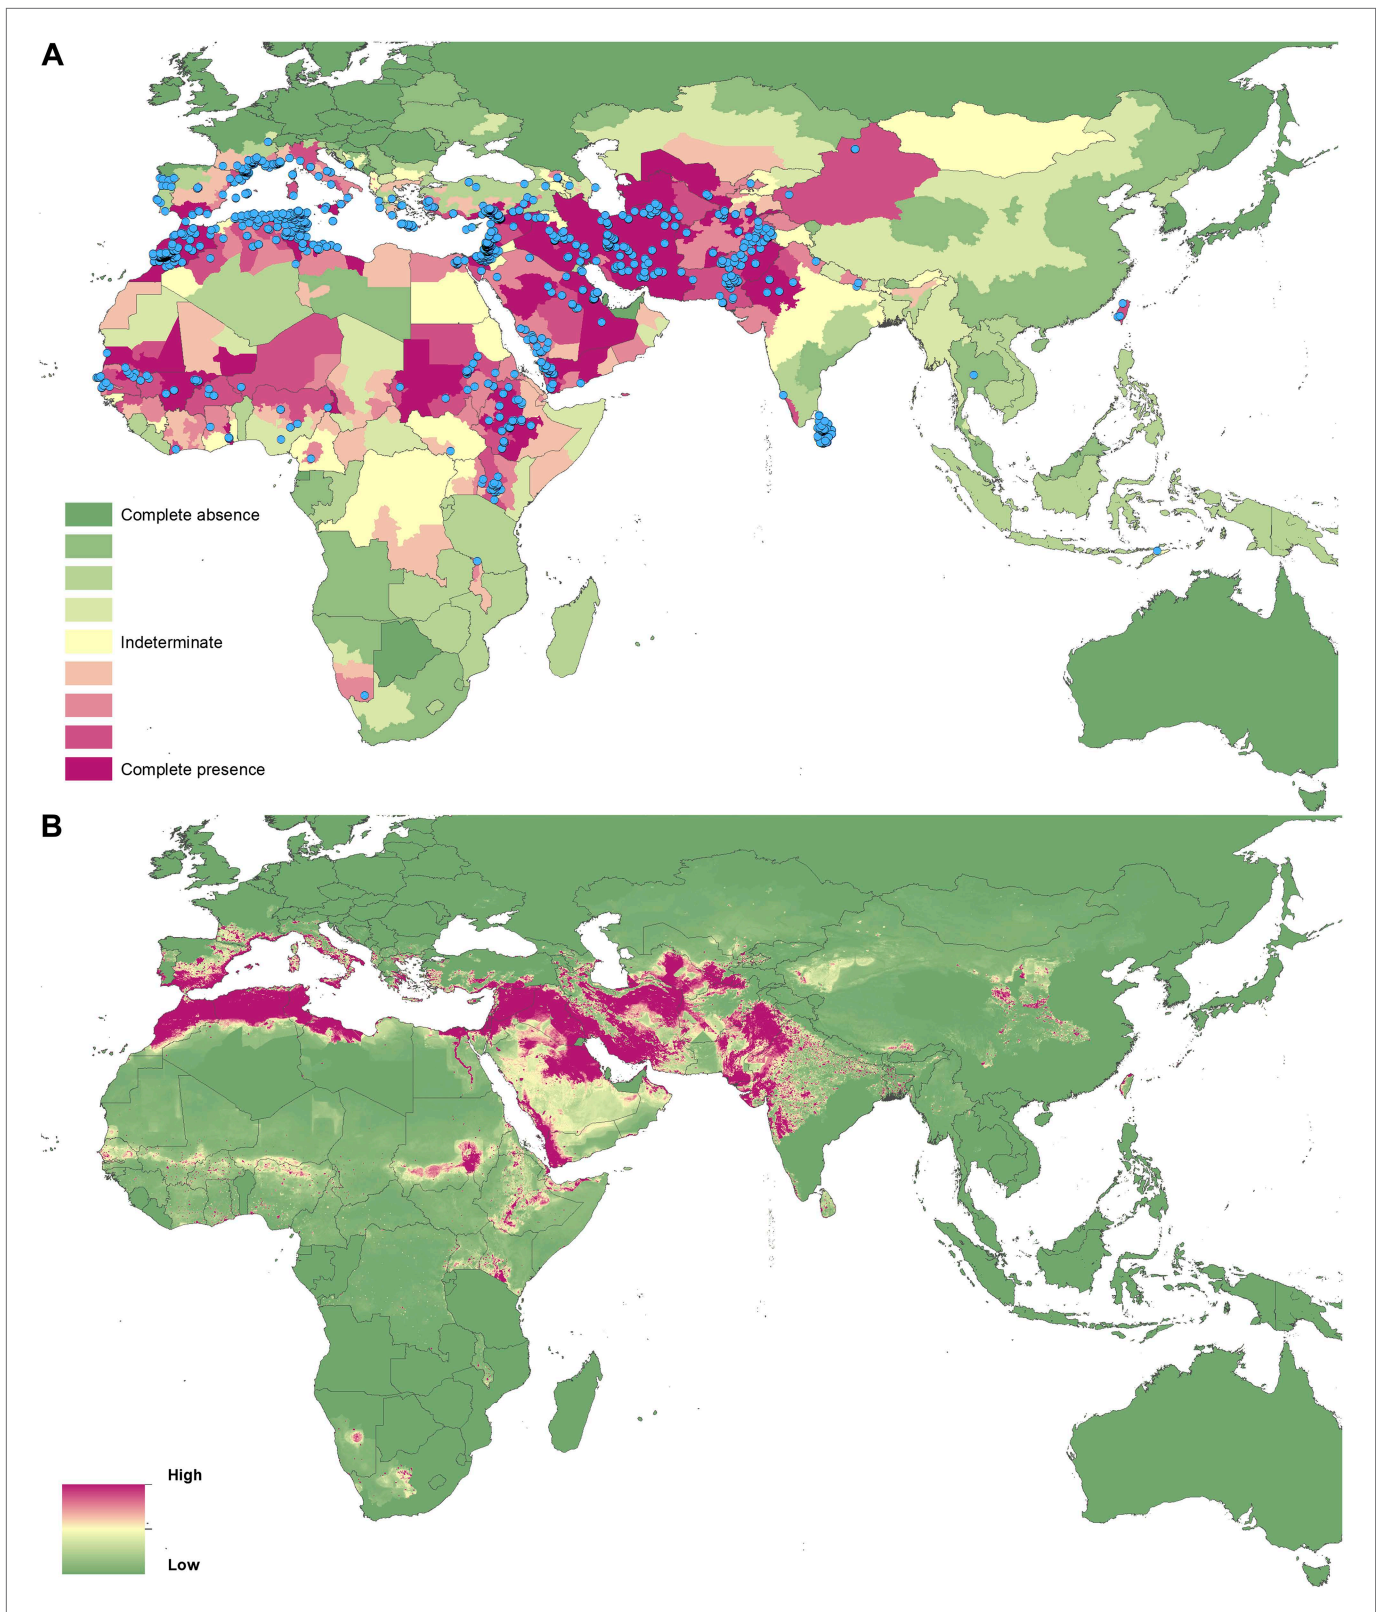 A
Complete absence
Indeterminate
Complete presence
B
High
Low